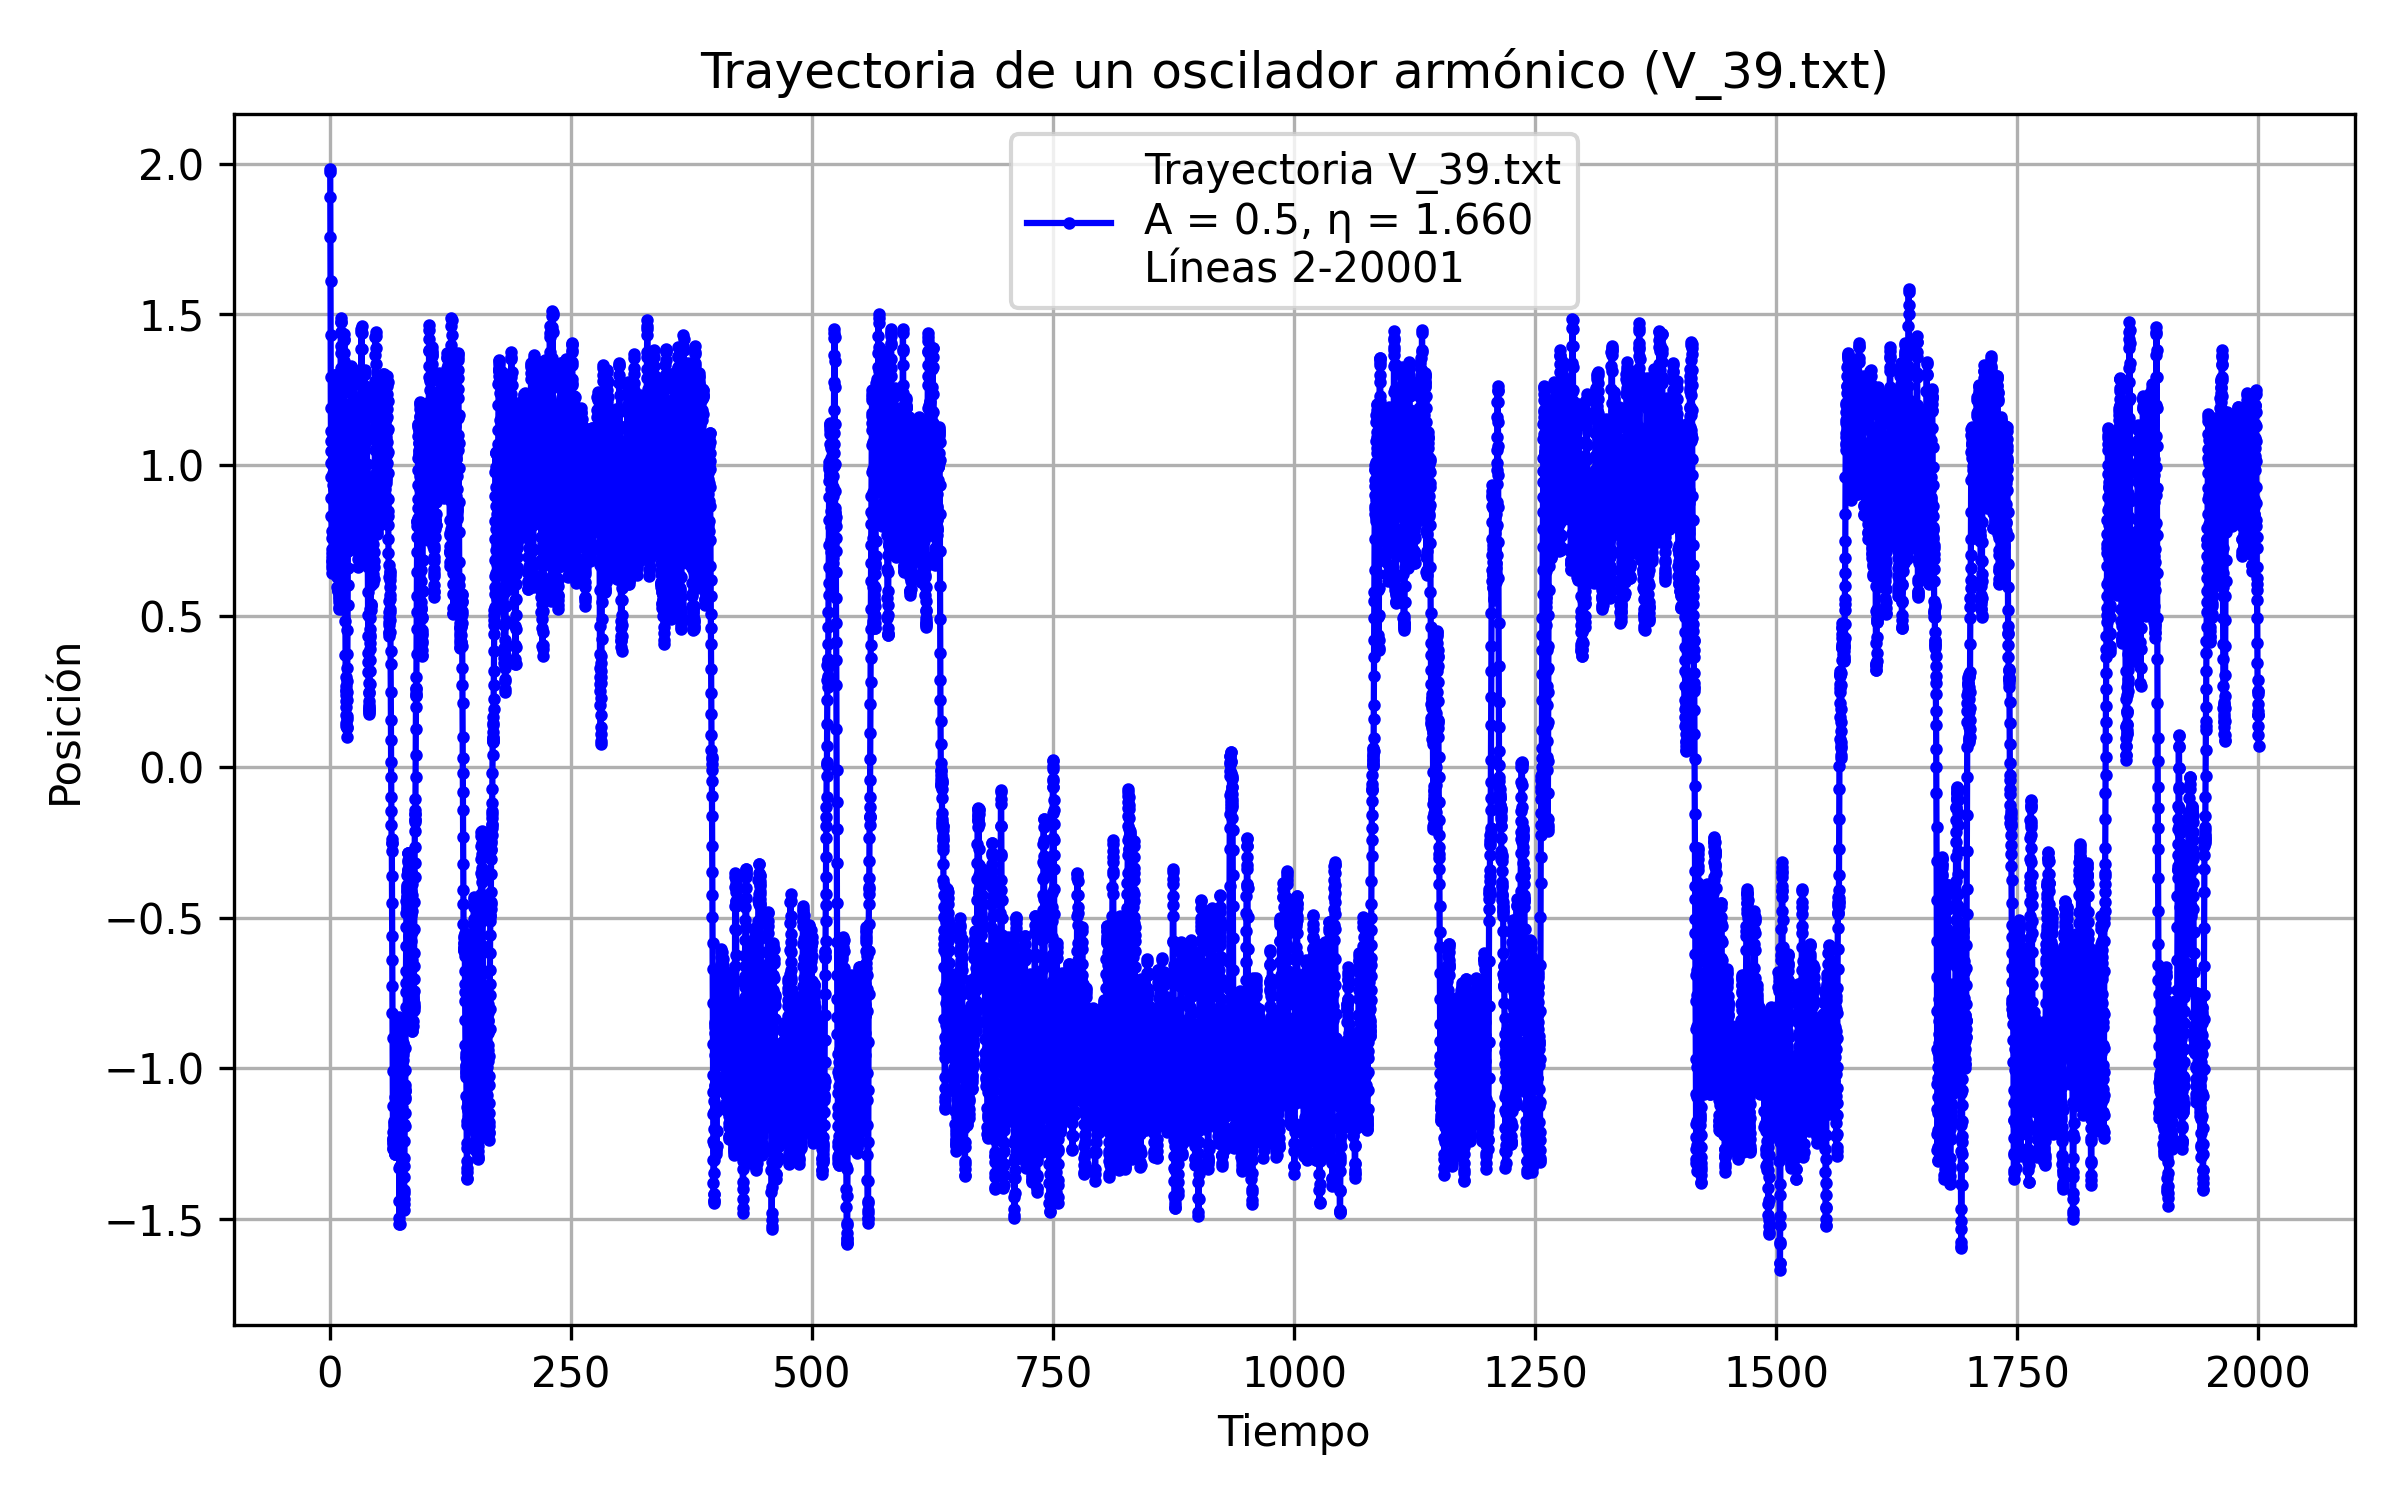 Trayectoria de un oscilador armónico (V_39.txt)
Trayectoria V_39.txt
A = 0.5, η = 1.660
Líneas 2-20001
Posición
2.0
1.5
1.0
0.5
0.0
−0.5
−1.0
−1.5
0 250 500 750 1000 1250 1500 1750 2000
Tiempo